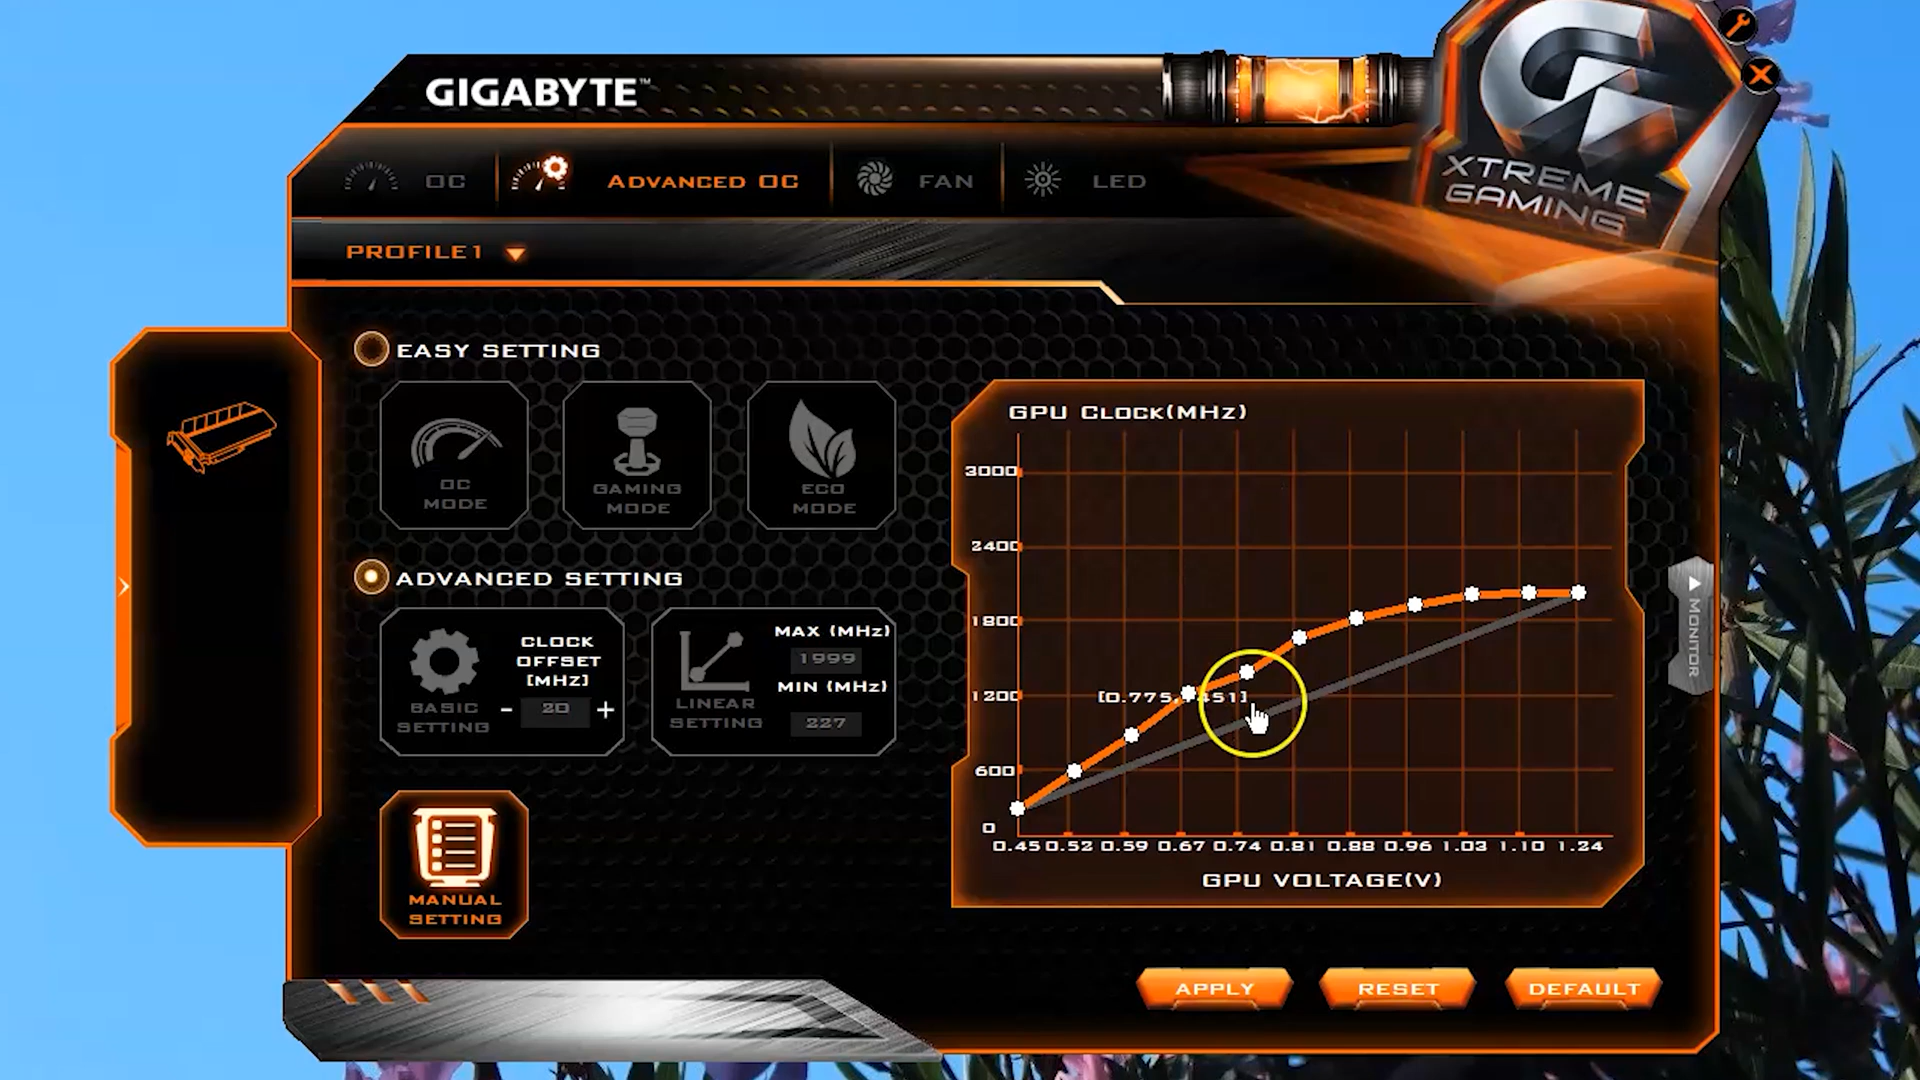 GIGABYTE™
XTREME
GAMING
OC
ADVANCED OC
FAN
LED
PROFILE1
EASY SETTING
OC
MODE
GAMING
MODE
ECO
MODE
ADVANCED SETTING
BASIC
SETTING
CLOCK
OFFSET
[MHZ]
- 20 +
LINEAR
SETTING
MAX (MHz)
1999
MIN (MHz)
227
MANUAL
SETTING
GPU CLOCK(MHz)
3000
2400
1800
1200
600
0
0.45 0.52 0.59 0.67 0.74 0.81 0.88 0.96 1.03 1.10 1.24
GPU VOLTAGE(V)
MONITOR
APPLY
RESET
DEFAULT